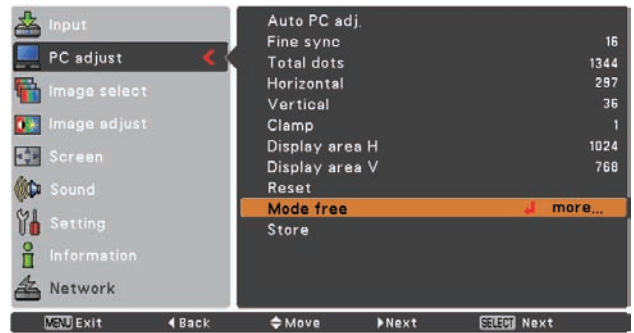 Input
PC adjust
Image select
Image adjust
Screen
Sound
Setting
Information
Network
Auto PC adj.
Fine sync 16
Total dots 1344
Horizontal 297
Vertical 36
Clamp 1
Display area H 1024
Display area V 768
Reset
Mode free more...
Store
MENU Exit Back Move Next SELECT Next